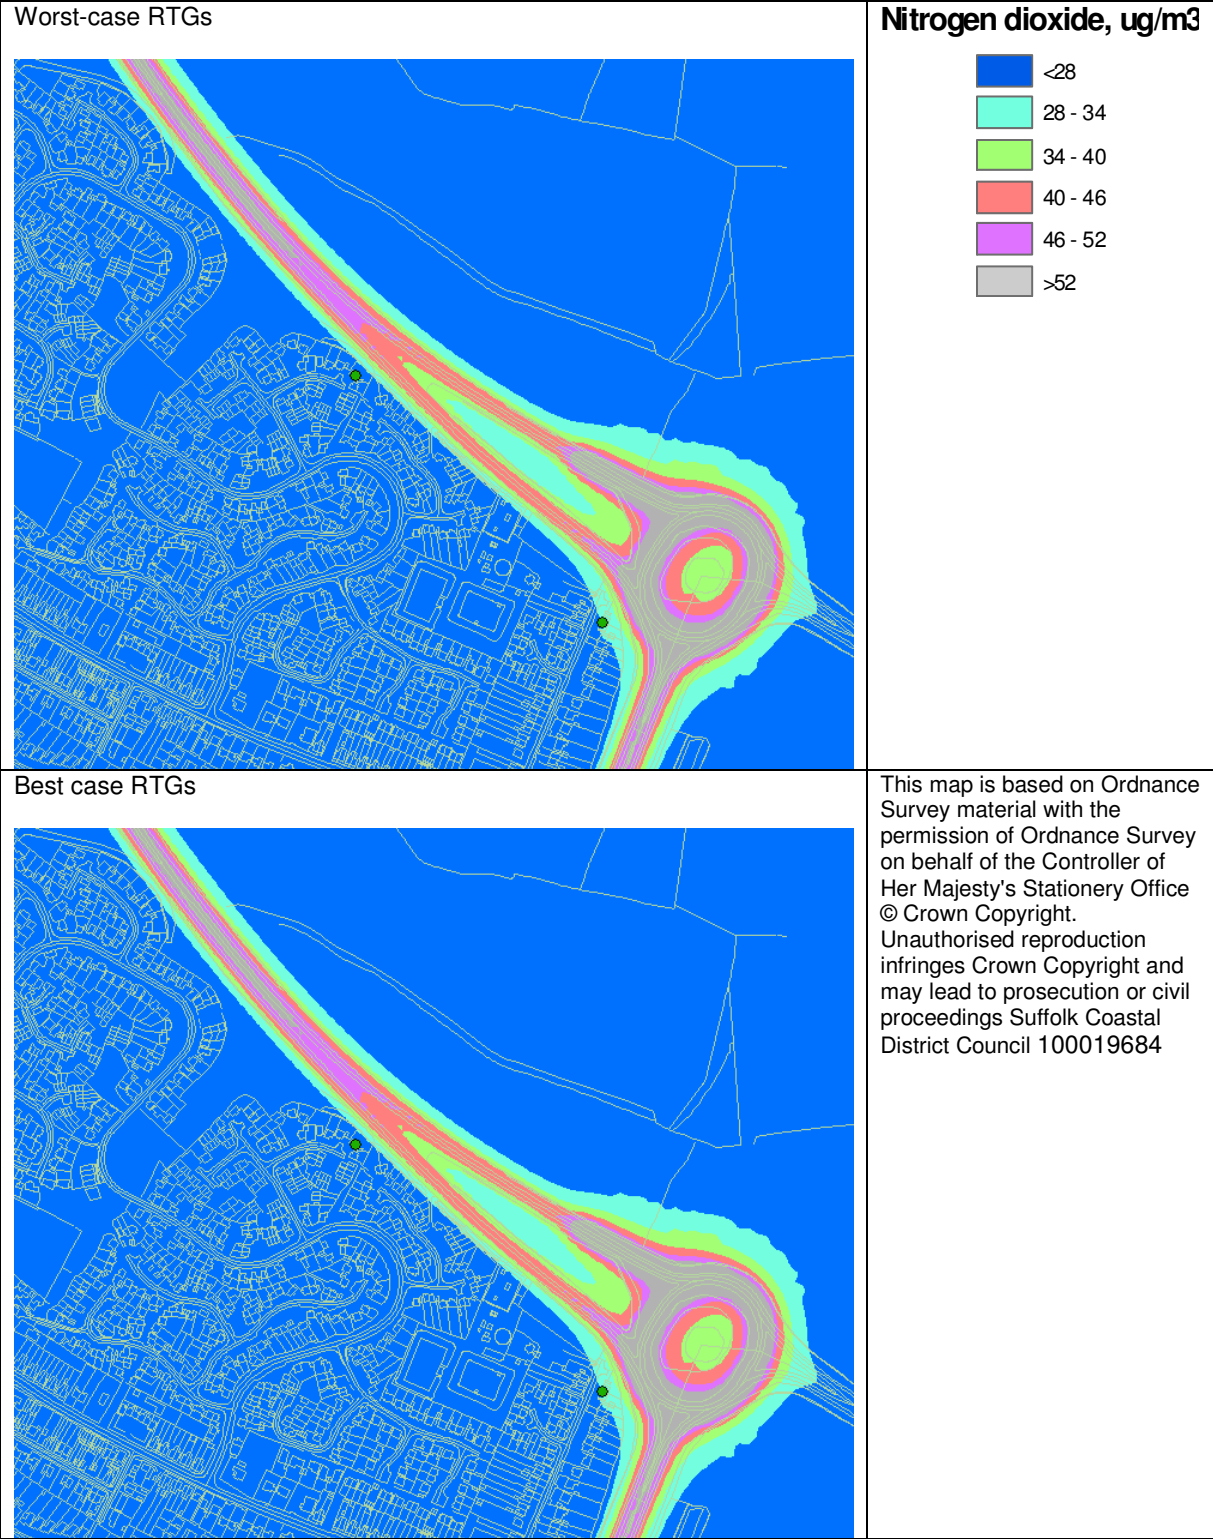 Worst-case RTGs
Nitrogen dioxide, ug/m3
<28
28 - 34
34 - 40
40 - 46
46 - 52
>52
Best case RTGs
This map is based on Ordnance
Survey material with the
permission of Ordnance Survey
on behalf of the Controller of
Her Majesty's Stationery Office
© Crown Copyright.
Unauthorised reproduction
infringes Crown Copyright and
may lead to prosecution or civil
proceedings Suffolk Coastal
District Council 100019684